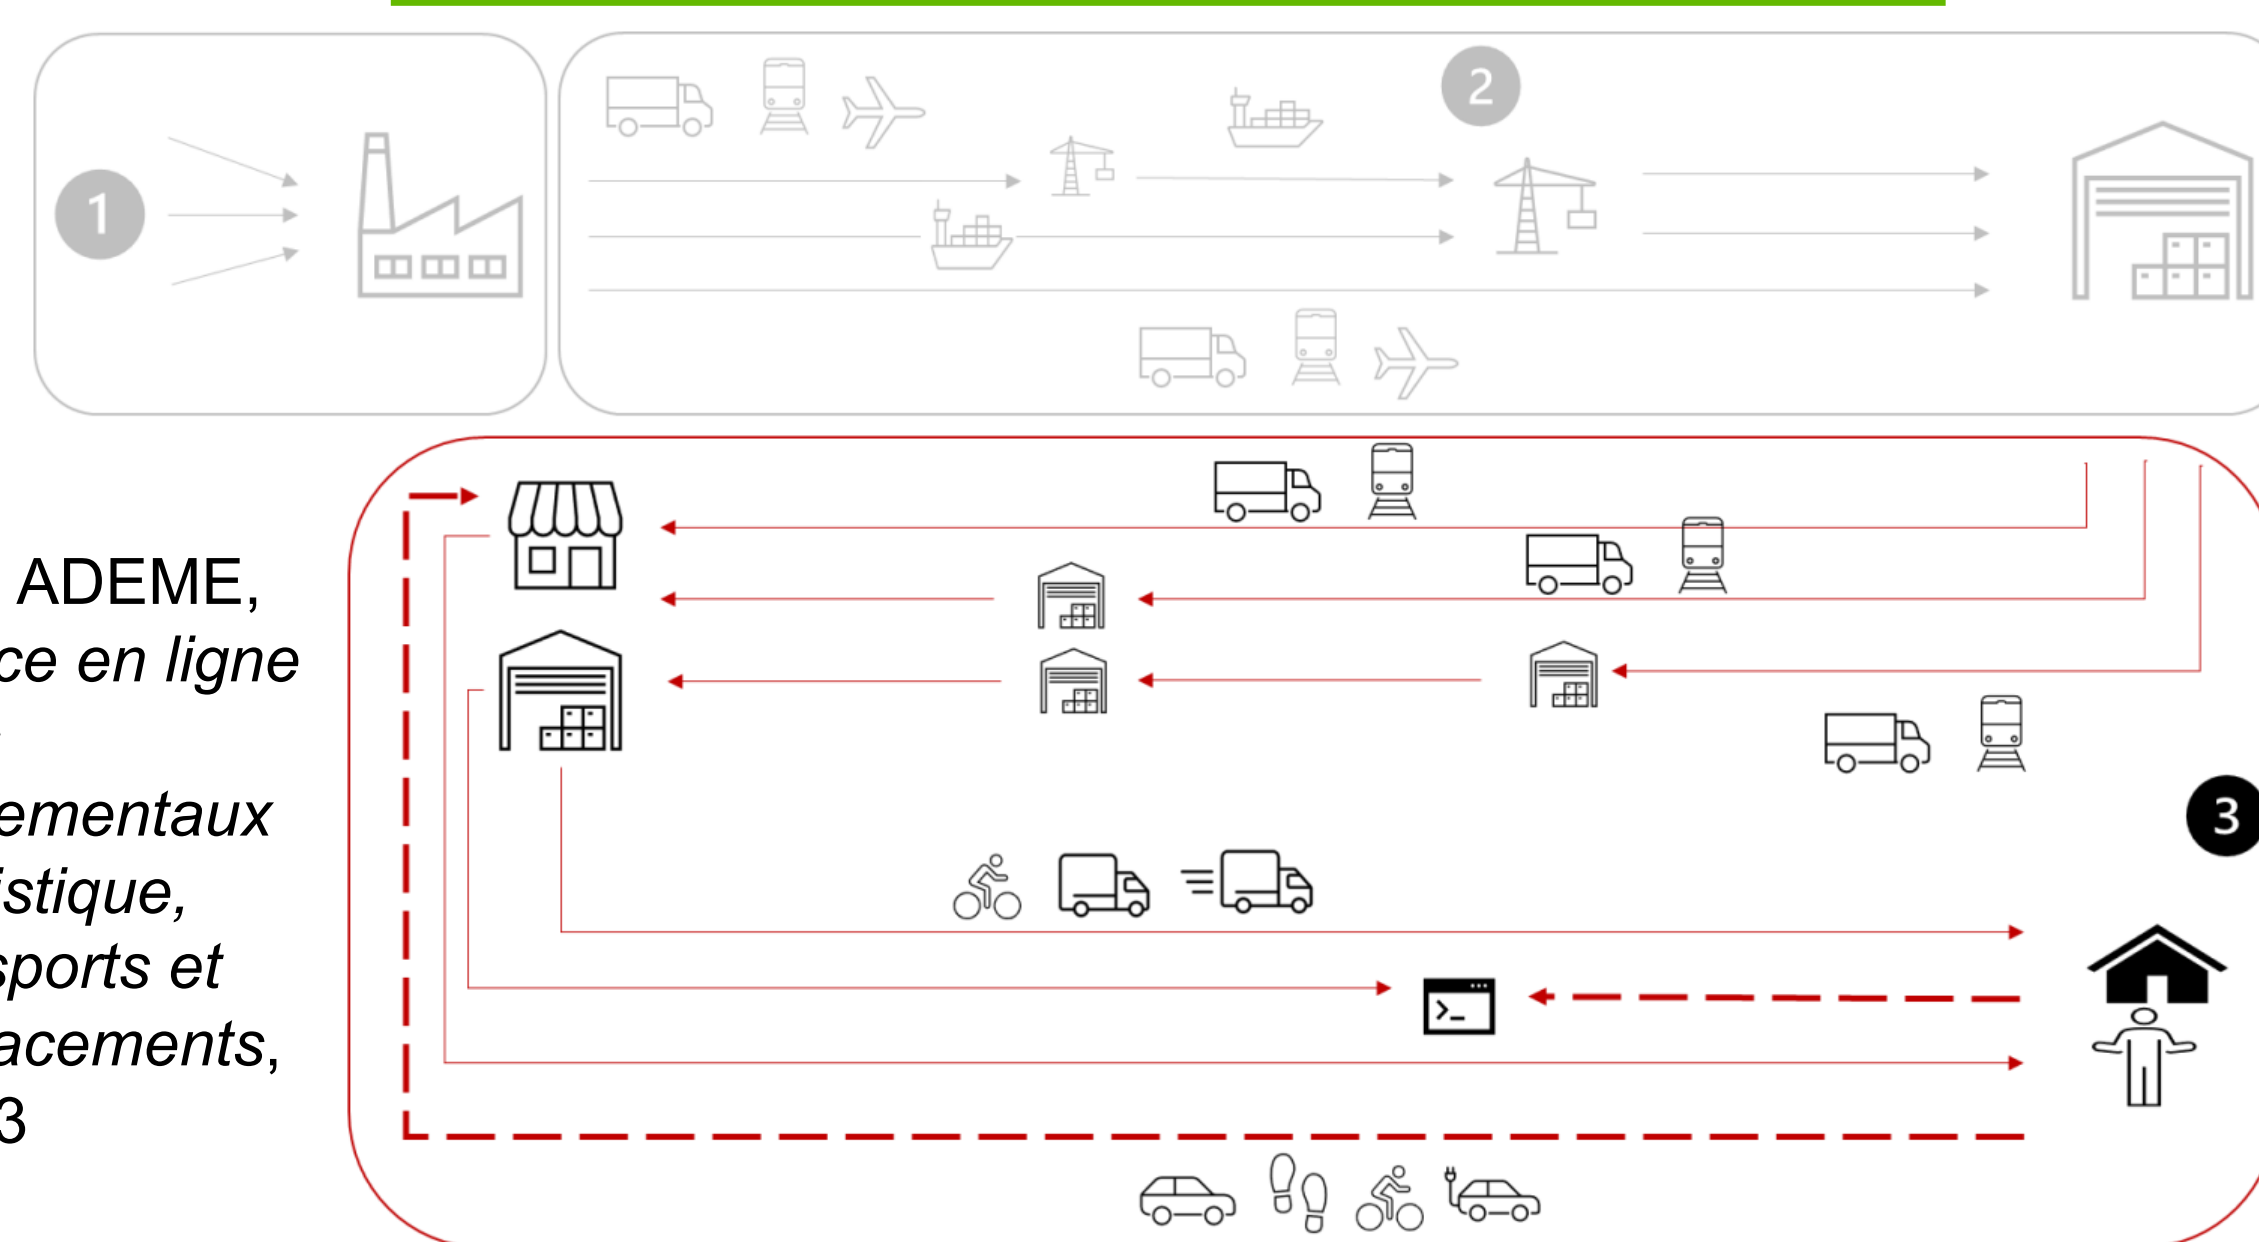 1
2
ADEME,
ce en ligne
ementaux
istique,
sports et
acements,
3
3
>_